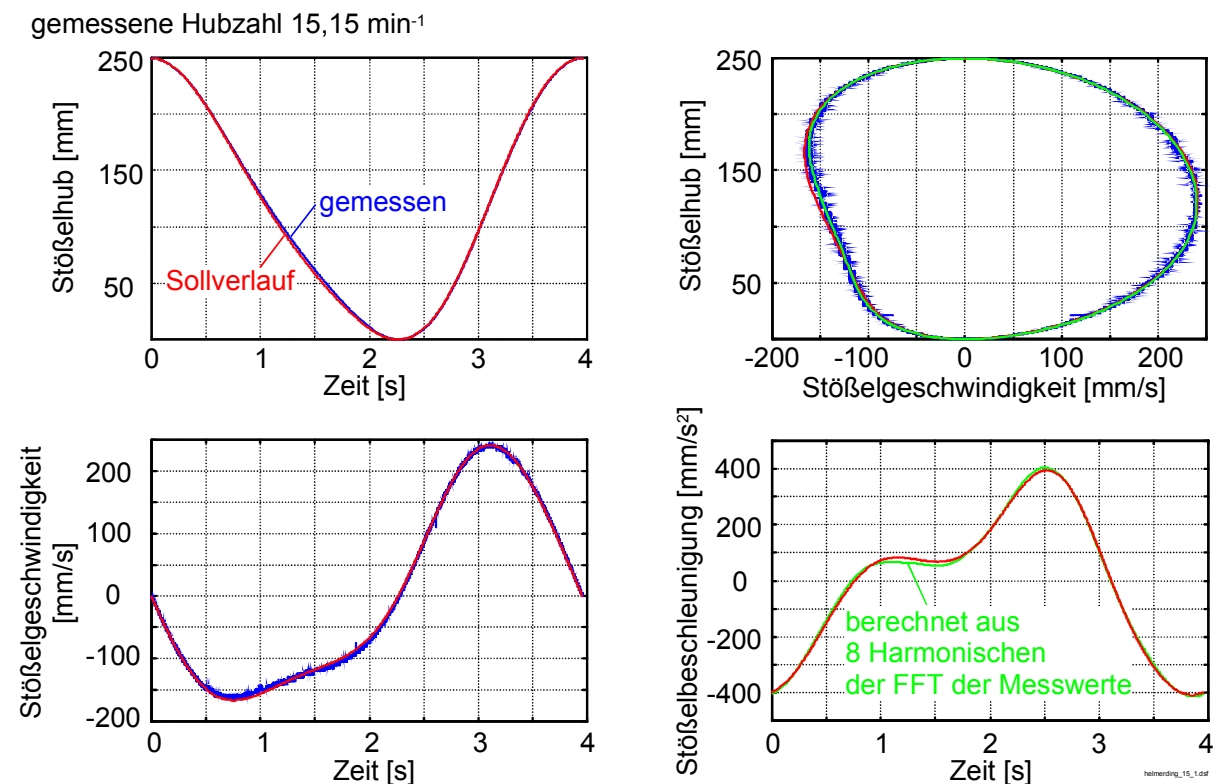 gemessene Hubzahl 15,15 min-1
Stößelhub [mm]
250
150
50
gemessen
Sollverlauf
0 1 2 3 4
Zeit [s]
Stößelhub [mm]
250
150
50
-200 -100 0 100 200
Stößelgeschwindigkeit [mm/s]
Stößelgeschwindigkeit
[mm/s]
200
100
0
-100
-200
0 1 2 3 4
Zeit [s]
Stößelbeschleunigung [mm/s²]
400
200
0
-200
-400
berechnet aus
8 Harmonischen
der FFT der Messwerte
0 1 2 3 4
Zeit [s]
helmerding_15_1.dsf